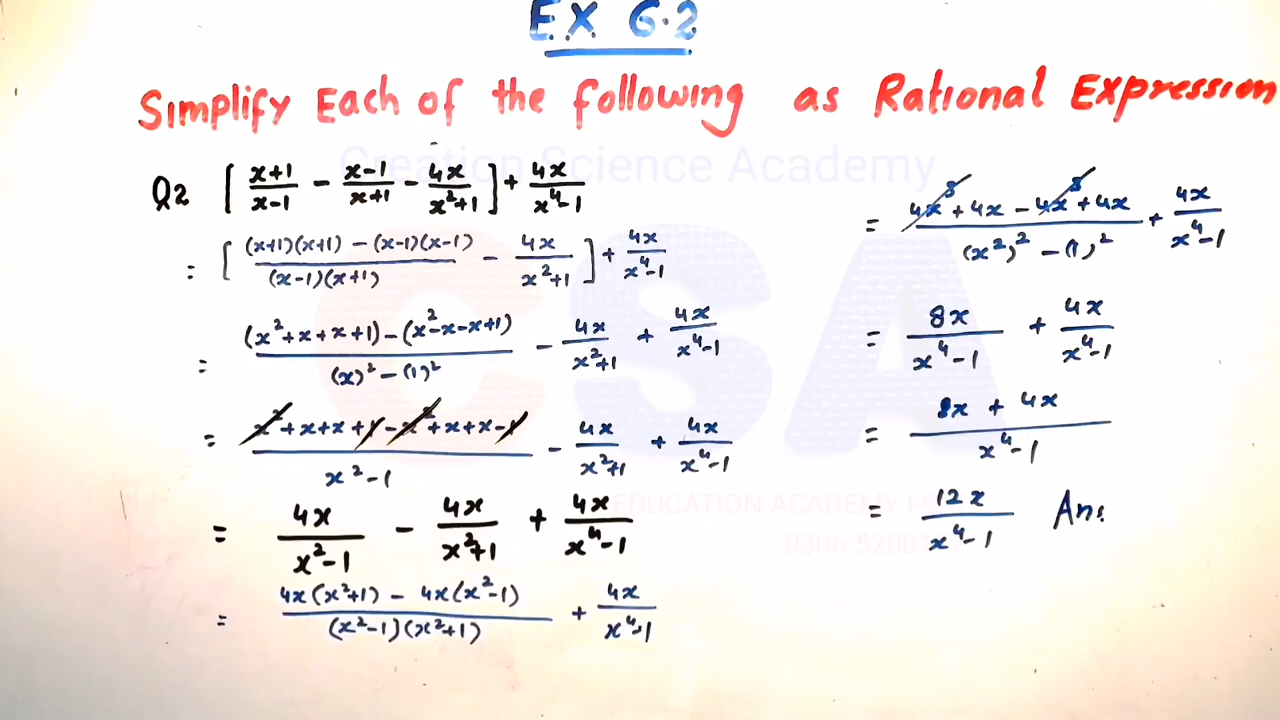 EX 6.2
Simplify Each of the following as Rational Expression
Creation Science Academy
Q2 [ (x+1)/(x-1) - (x-1)/(x+1) - 4x/(x²+1) ] + 4x/(x⁴-1)
= [ ((x+1)(x+1) - (x-1)(x-1))/((x-1)(x+1)) - 4x/(x²+1) ] + 4x/(x⁴-1)
= ((x²+x+x+1) - (x²-x-x+1))/((x)² - (1)²) - 4x/(x²+1) + 4x/(x⁴-1)
= (x²+x+x+1-x²+x+x-1)/(x²-1) - 4x/(x²+1) + 4x/(x⁴-1)
= 4x/(x²-1) - 4x/(x²+1) + 4x/(x⁴-1)
= (4x(x²+1) - 4x(x²-1))/((x²-1)(x²+1)) + 4x/(x⁴-1)
= (4x³+4x-4x³+4x)/((x²)² - (1)²) + 4x/(x⁴-1)
= 8x/(x⁴-1) + 4x/(x⁴-1)
= (8x + 4x)/(x⁴-1)
= 12x/(x⁴-1) Ans
CSA
EDUCATION ACADEMY